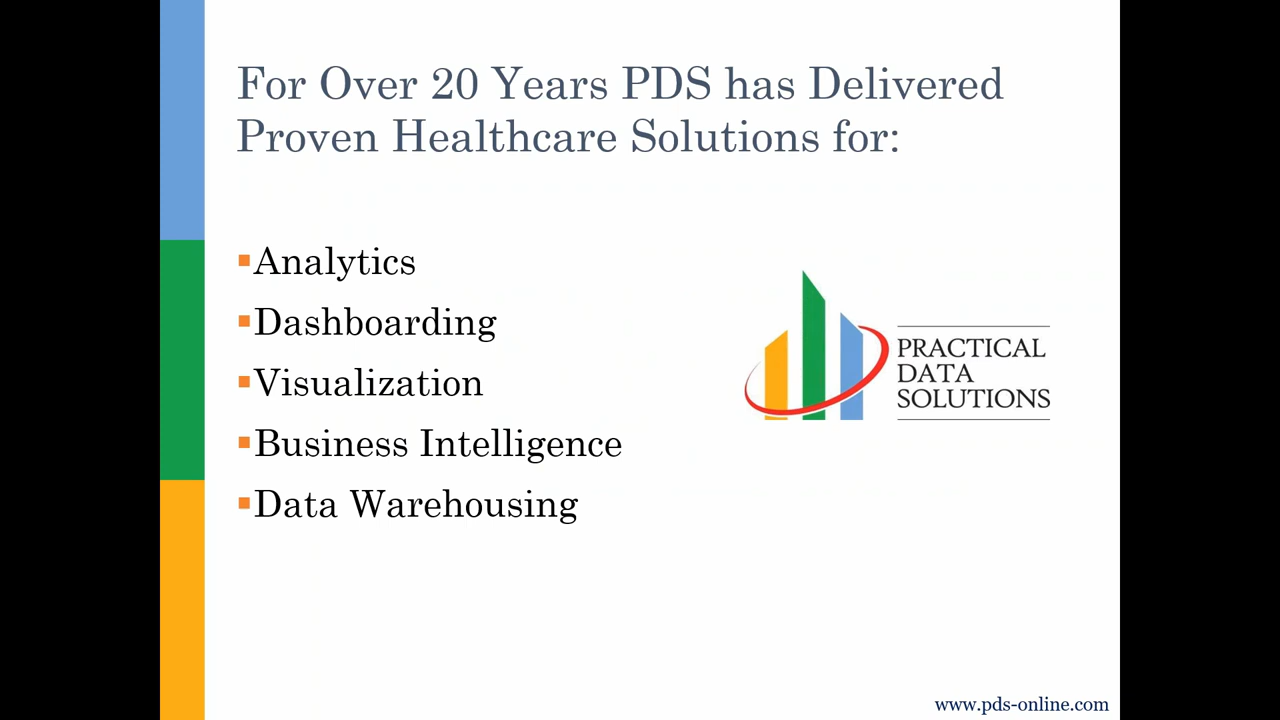 For Over 20 Years PDS has Delivered
Proven Healthcare Solutions for:
Analytics
Dashboarding
Visualization
Business Intelligence
Data Warehousing
PRACTICAL
DATA
SOLUTIONS
www.pds-online.com